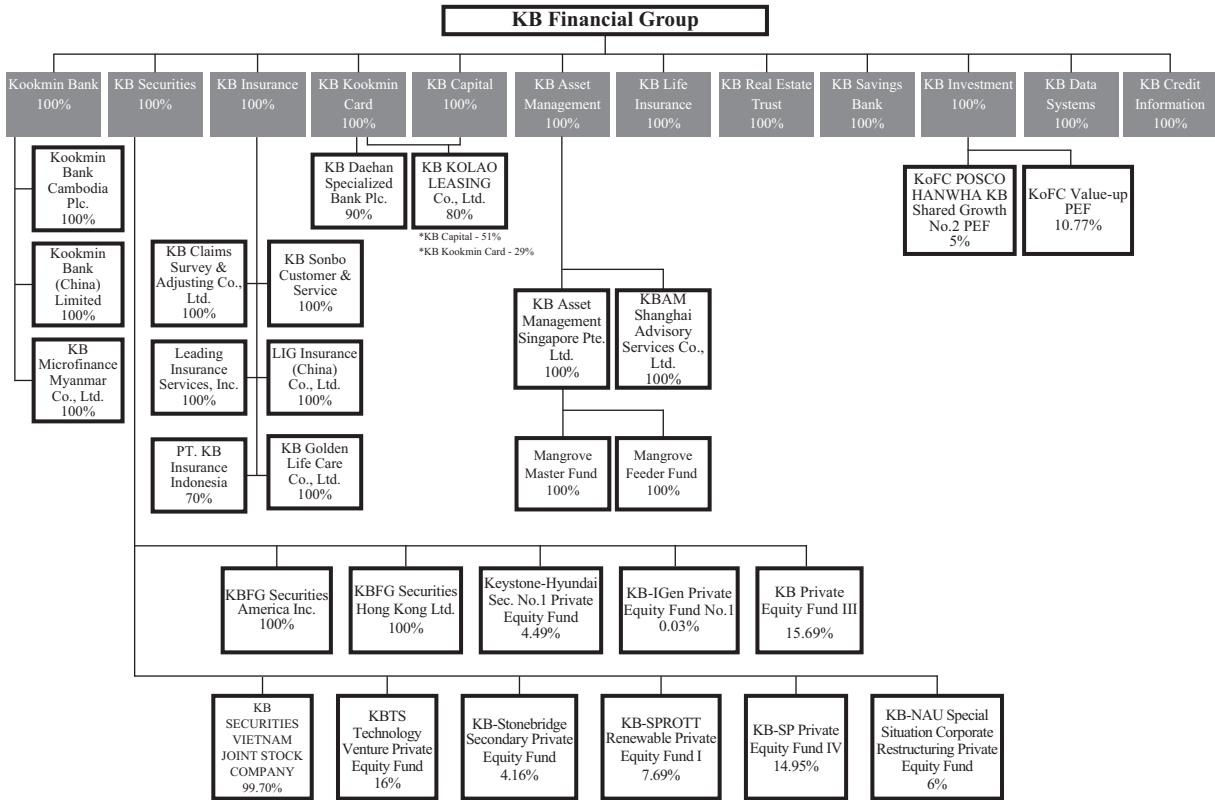 KB Financial Group
Kookmin Bank
100%
KB Securities
100%
KB Insurance
100%
KB Kookmin
Card
100%
KB Capital
100%
KB Asset
Management
100%
KB Life
Insurance
100%
KB Real Estate
Trust
100%
KB Savings
Bank
100%
KB Investment
100%
KB Data
Systems
100%
KB Credit
Information
100%
Kookmin
Bank
Cambodia
Plc.
100%
Kookmin
Bank
(China)
Limited
100%
KB
Microfinance
Myanmar
Co., Ltd.
100%
KB Claims
Survey &
Adjusting Co.,
Ltd.
100%
KB Sonbo
Customer &
Service
100%
Leading
Insurance
Services, Inc.
100%
LIG Insurance
(China)
Co., Ltd.
100%
PT. KB
Insurance
Indonesia
70%
KB Golden
Life Care
Co., Ltd.
100%
KB Daehan
Specialized
Bank Plc.
90%
KB KOLAO
LEASING
Co., Ltd.
80%
*KB Capital - 51%
*KB Kookmin Card - 29%
KB Asset
Management
Singapore Pte.
Ltd.
100%
KBAM
Shanghai
Advisory
Services Co.,
Ltd.
100%
Mangrove
Master Fund
100%
Mangrove
Feeder Fund
100%
KoFC POSCO
HANWHA KB
Shared Growth
No.2 PEF
5%
KoFC Value-up
PEF
10.77%
KBFG Securities
America Inc.
100%
KBFG Securities
Hong Kong Ltd.
100%
Keystone-Hyundai
Sec. No.1 Private
Equity Fund
4.49%
KB-IGen Private
Equity Fund No.1
0.03%
KB Private
Equity Fund III
15.69%
KB
SECURITIES
VIETNAM
JOINT STOCK
COMPANY
99.70%
KBTS
Technology
Venture Private
Equity Fund
16%
KB-Stonebridge
Secondary Private
Equity Fund
4.16%
KB-SPROTT
Renewable Private
Equity Fund I
7.69%
KB-SP Private
Equity Fund IV
14.95%
KB-NAU Special
Situation Corporate
Restructuring Private
Equity Fund
6%